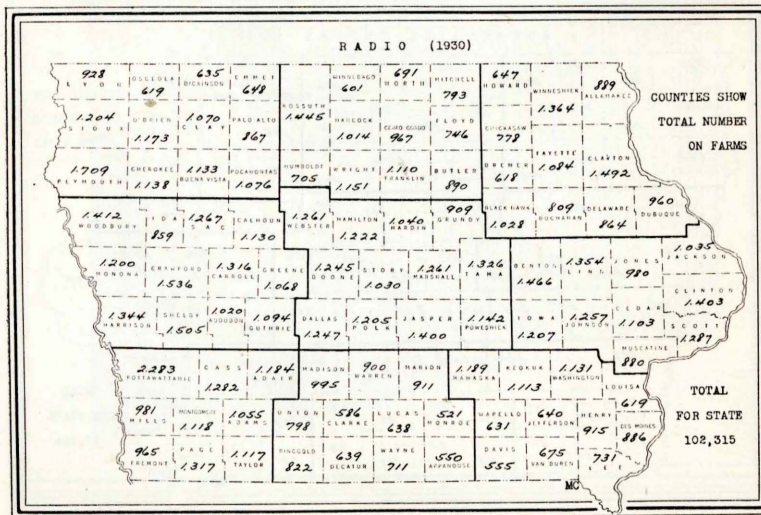 RADIO (1930)
COUNTIES SHOW
TOTAL NUMBER
ON FARMS
928 LYON
OSCEOLA 619
635 DICKINSON
EMMET 648
1.204 SIOUX
O'BRIEN 1.173
1.070 CLAY
PALO ALTO 867
1.709 PLYMOUTH
CHEROKEE 1.138
1.133 BUENA VISTA
POCAHONTAS 1.076
KOSSUTH 1.445
WINNEBAGO 601
691 WORTH
MITCHELL 793
HANCOCK 1.014
CERRO GORDO 967
FLOYD 746
HUMBOLDT 705
WRIGHT 1.151
1.110 FRANKLIN
BUTLER 890
647 HOWARD
WINNESHIEK 1.364
889 ALLAMAKEE
CHICKASAW 778
BREMER 618
FAYETTE 1.084
CLAYTON 1.492
BLACK HAWK 1.028
809 BUCHANAN
DELAWARE 864
960 DUBUQUE
1.412 WOODBURY
IDA 859
1.267 SAC
CALHOUN 1.130
1.200 MONONA
CRAWFORD 1.536
1.316 CARROLL
GREENE 1.068
1.344 HARRISON
SHELBY 1.505
1.020 AUDUBON
1.094 GUTHRIE
1.261 WEBSTER
HAMILTON 1.222
1.040 HARDIN
909 GRUNDY
1.245 BOONE
STORY 1.030
1.261 MARSHALL
1.326 TAMA
DALLAS 1.247
1.205 POLK
JASPER 1.400
1.142 POWESHIEK
BENTON 1.466
1.354 LINN
JONES 980
1.035 JACKSON
CLINTON 1.403
IOWA 1.207
1.257 JOHNSON
CEDAR 1.103
SCOTT 1.287
MUSCATINE 880
2.283 POTTAWATTAMIE
CASS 1.282
1.184 ADAIR
981 MILLS
MONTGOMERY 1.118
1.055 ADAMS
965 FREMONT
PAGE 1.317
1.117 TAYLOR
MADISON 995
900 WARREN
MARION 911
UNION 798
586 CLARKE
LUCAS 638
521 MONROE
RINGGOLD 822
639 DECATUR
WAYNE 711
550 APPANOOSE
1.189 MAHASKA
KEOKUK 1.113
1.131 WASHINGTON
LOUISA 619
WAPELLO 631
640 JEFFERSON
HENRY 915
DES MOINES 886
DAVIS 555
675 VAN BUREN
731
TOTAL
FOR STATE
102,315
MC